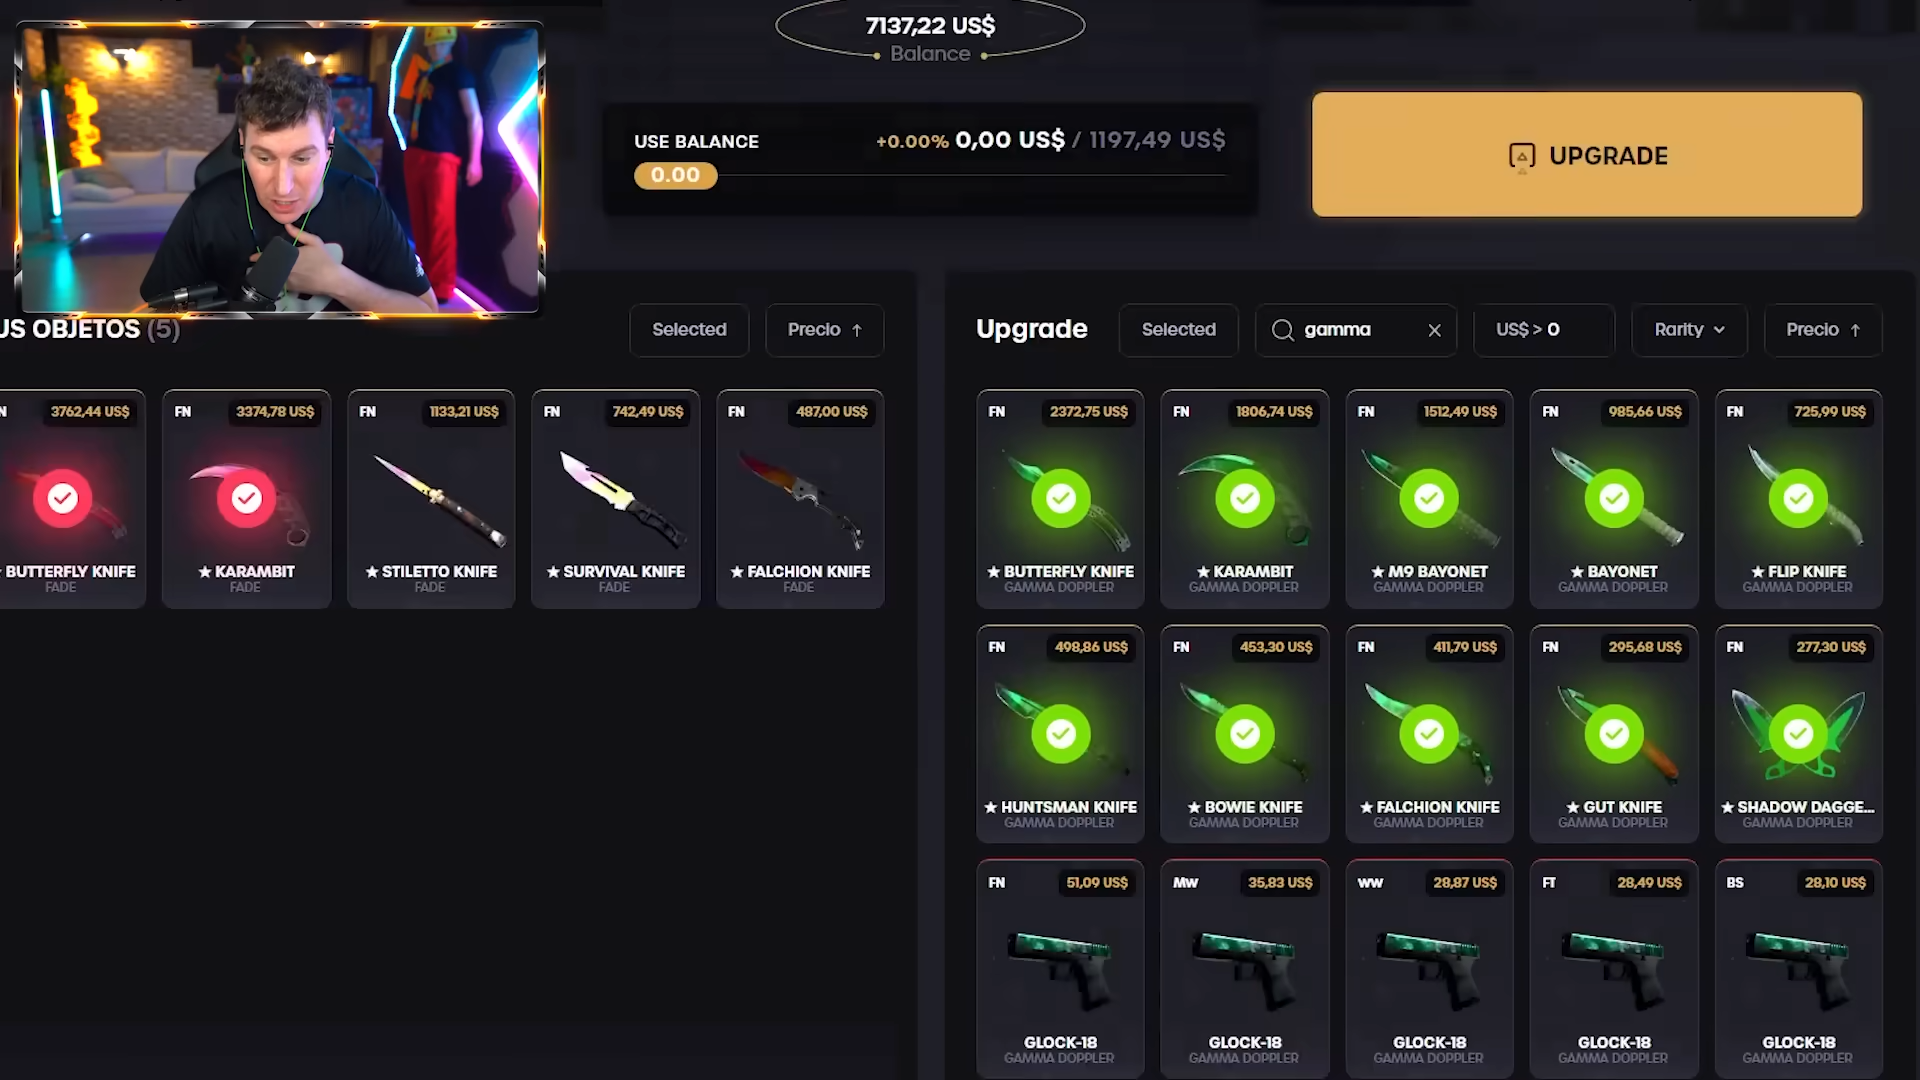 7137,22 US$
Balance
USE BALANCE +0.00% 0,00 US$ / 1197,49 US$
0.00
UPGRADE
US OBJETOS (5) Selected Precio ↑
Upgrade Selected gamma US$ > 0 Rarity Precio ↑
N 3762,44 US$ FN 3374,78 US$ FN 1133,21 US$ FN 742,49 US$ FN 487,00 US$
BUTTERFLY KNIFE ★ KARAMBIT ★ STILETTO KNIFE ★ SURVIVAL KNIFE ★ FALCHION KNIFE
FADE FADE FADE FADE FADE
FN 2372,75 US$ FN 1806,74 US$ FN 1512,49 US$ FN 985,66 US$ FN 725,99 US$
★ BUTTERFLY KNIFE ★ KARAMBIT ★ M9 BAYONET ★ BAYONET ★ FLIP KNIFE
GAMMA DOPPLER GAMMA DOPPLER GAMMA DOPPLER GAMMA DOPPLER GAMMA DOPPLER
FN 498,86 US$ FN 453,30 US$ FN 411,79 US$ FN 295,68 US$ FN 277,30 US$
★ HUNTSMAN KNIFE ★ BOWIE KNIFE ★ FALCHION KNIFE ★ GUT KNIFE ★ SHADOW DAGGE...
GAMMA DOPPLER GAMMA DOPPLER GAMMA DOPPLER GAMMA DOPPLER GAMMA DOPPLER
FN 51,09 US$ MW 35,83 US$ WW 28,87 US$ FT 28,49 US$ BS 28,10 US$
GLOCK-18 GLOCK-18 GLOCK-18 GLOCK-18 GLOCK-18
GAMMA DOPPLER GAMMA DOPPLER GAMMA DOPPLER GAMMA DOPPLER GAMMA DOPPLER